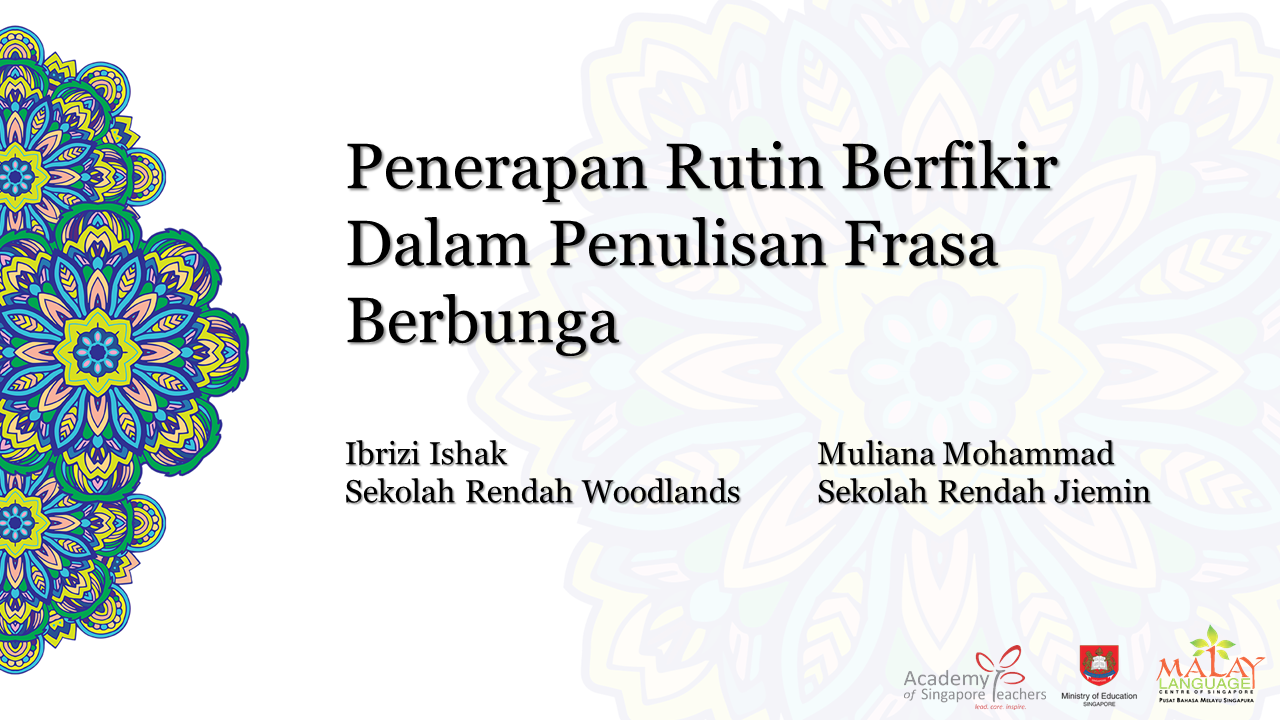 Penerapan Rutin Berfikir
Dalam Penulisan Frasa
Berbunga
Ibrizi Ishak
Sekolah Rendah Woodlands
Muliana Mohammad
Sekolah Rendah Jiemin
Academy
of Singapore Teachers
lead. care. inspire.
Ministry of Education
SINGAPORE
MALAY
LANGUAGE
CENTRE OF SINGAPORE
PUSAT BAHASA MELAYU SINGAPURA